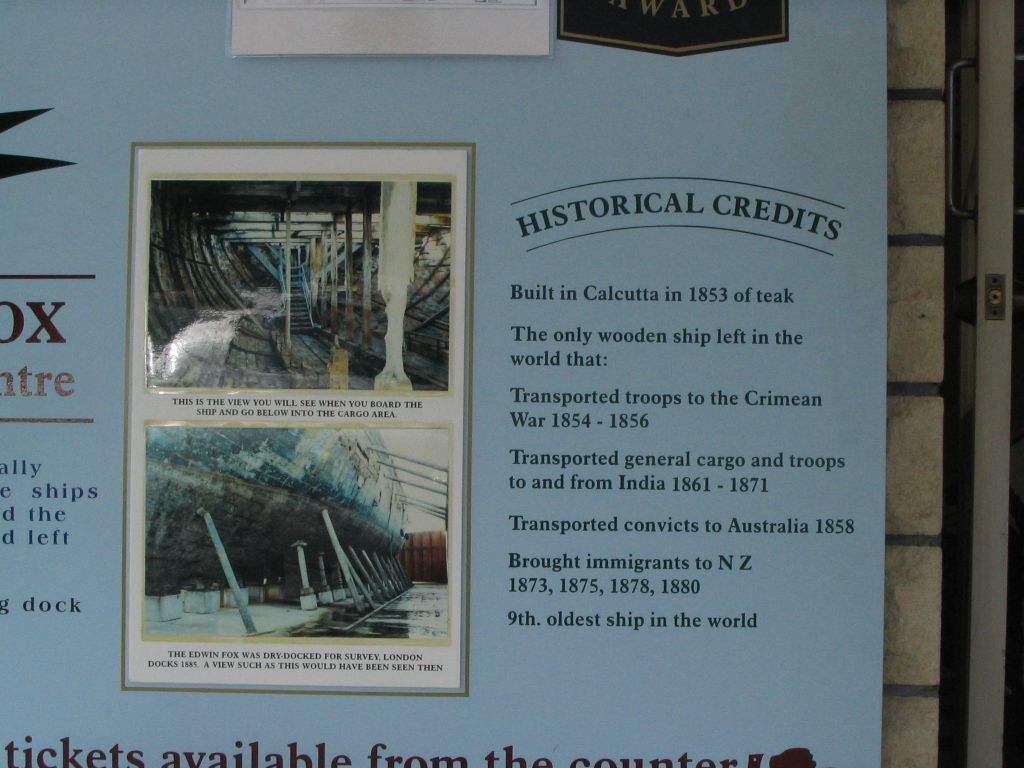 AWARD
HISTORICAL CREDITS
Built in Calcutta in 1853 of teak
The only wooden ship left in the
world that:
Transported troops to the Crimean
War 1854 - 1856
Transported general cargo and troops
to and from India 1861 - 1871
Transported convicts to Australia 1858
Brought immigrants to N Z
1873, 1875, 1878, 1880
9th. oldest ship in the world
THIS IS THE VIEW YOU WILL SEE WHEN YOU BOARD THE
SHIP AND GO BELOW INTO THE CARGO AREA.
THE EDWIN FOX WAS DRY-DOCKED FOR SURVEY, LONDON
DOCKS 1885. A VIEW SUCH AS THIS WOULD HAVE BEEN SEEN THEN
OX
ntre
ally
e ships
d the
d left
g dock
tickets available from the counter